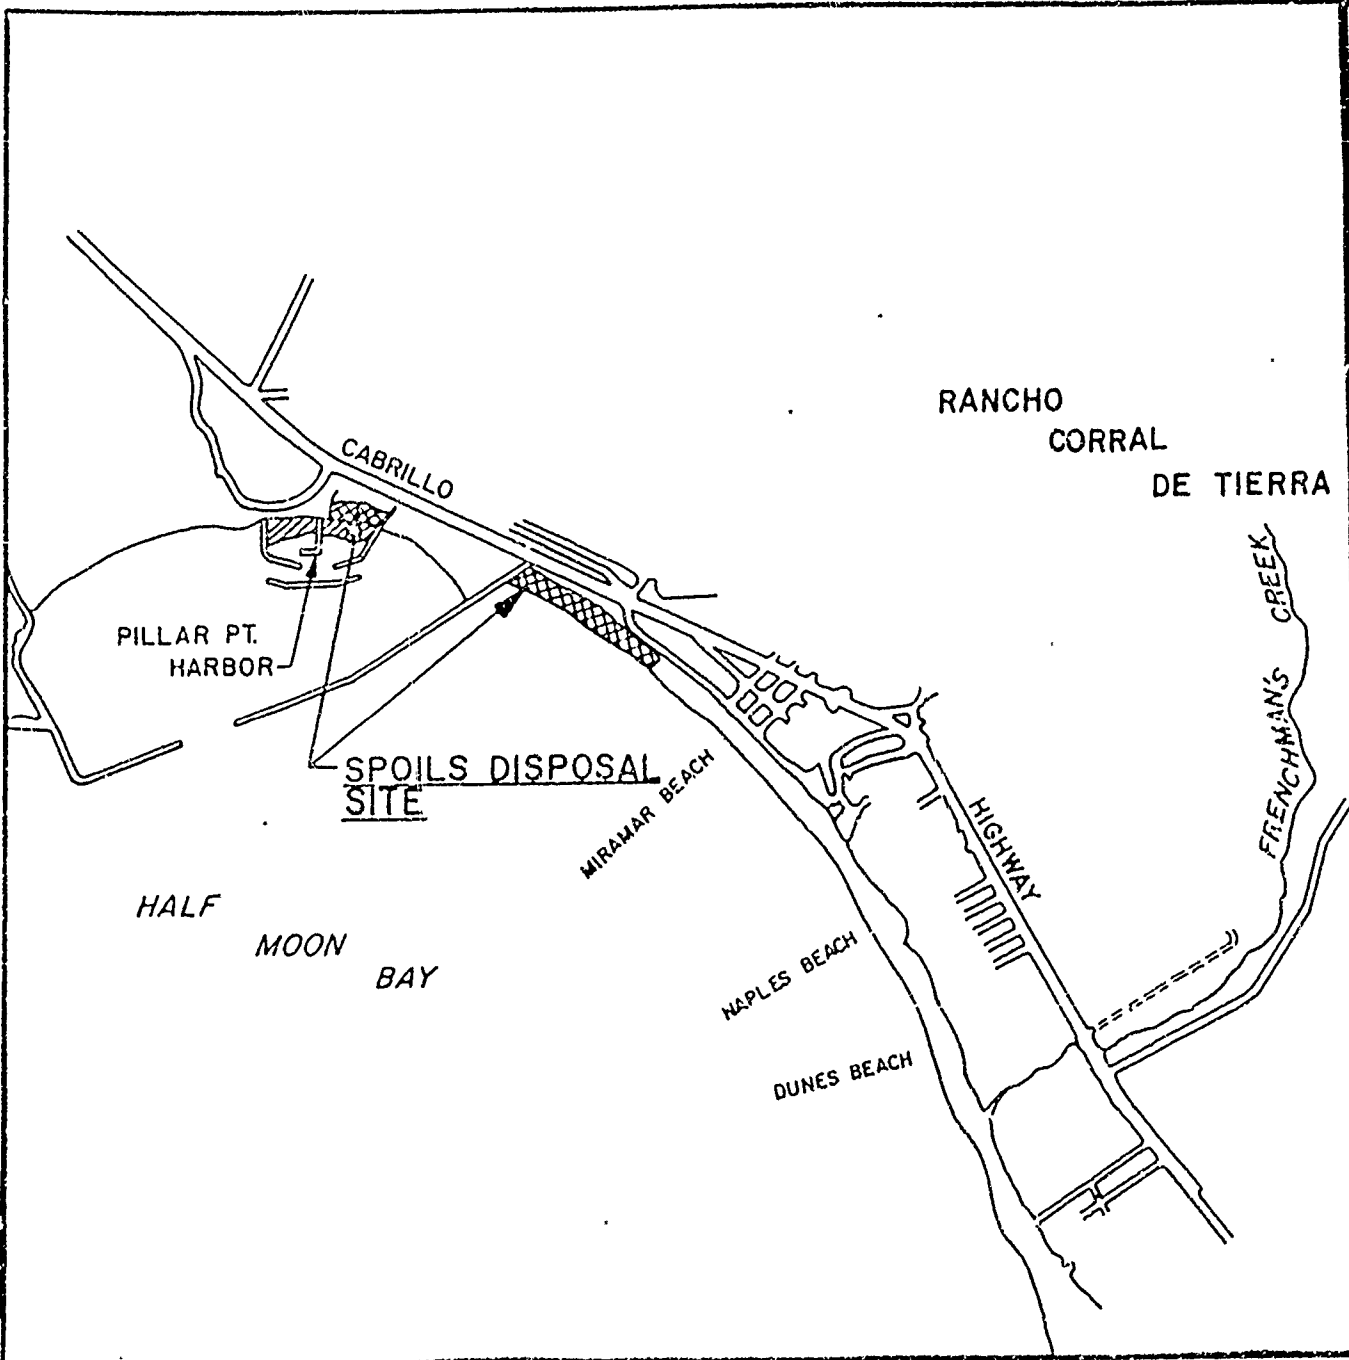 RANCHO
CORRAL
DE TIERRA
CABRILLO
FRENCHMAN'S CREEK
PILLAR PT.
HARBOR
SPOILS DISPOSAL
SITE
MIRAMAR BEACH
HIGHWAY
HALF
MOON
BAY
NAPLES BEACH
DUNES BEACH